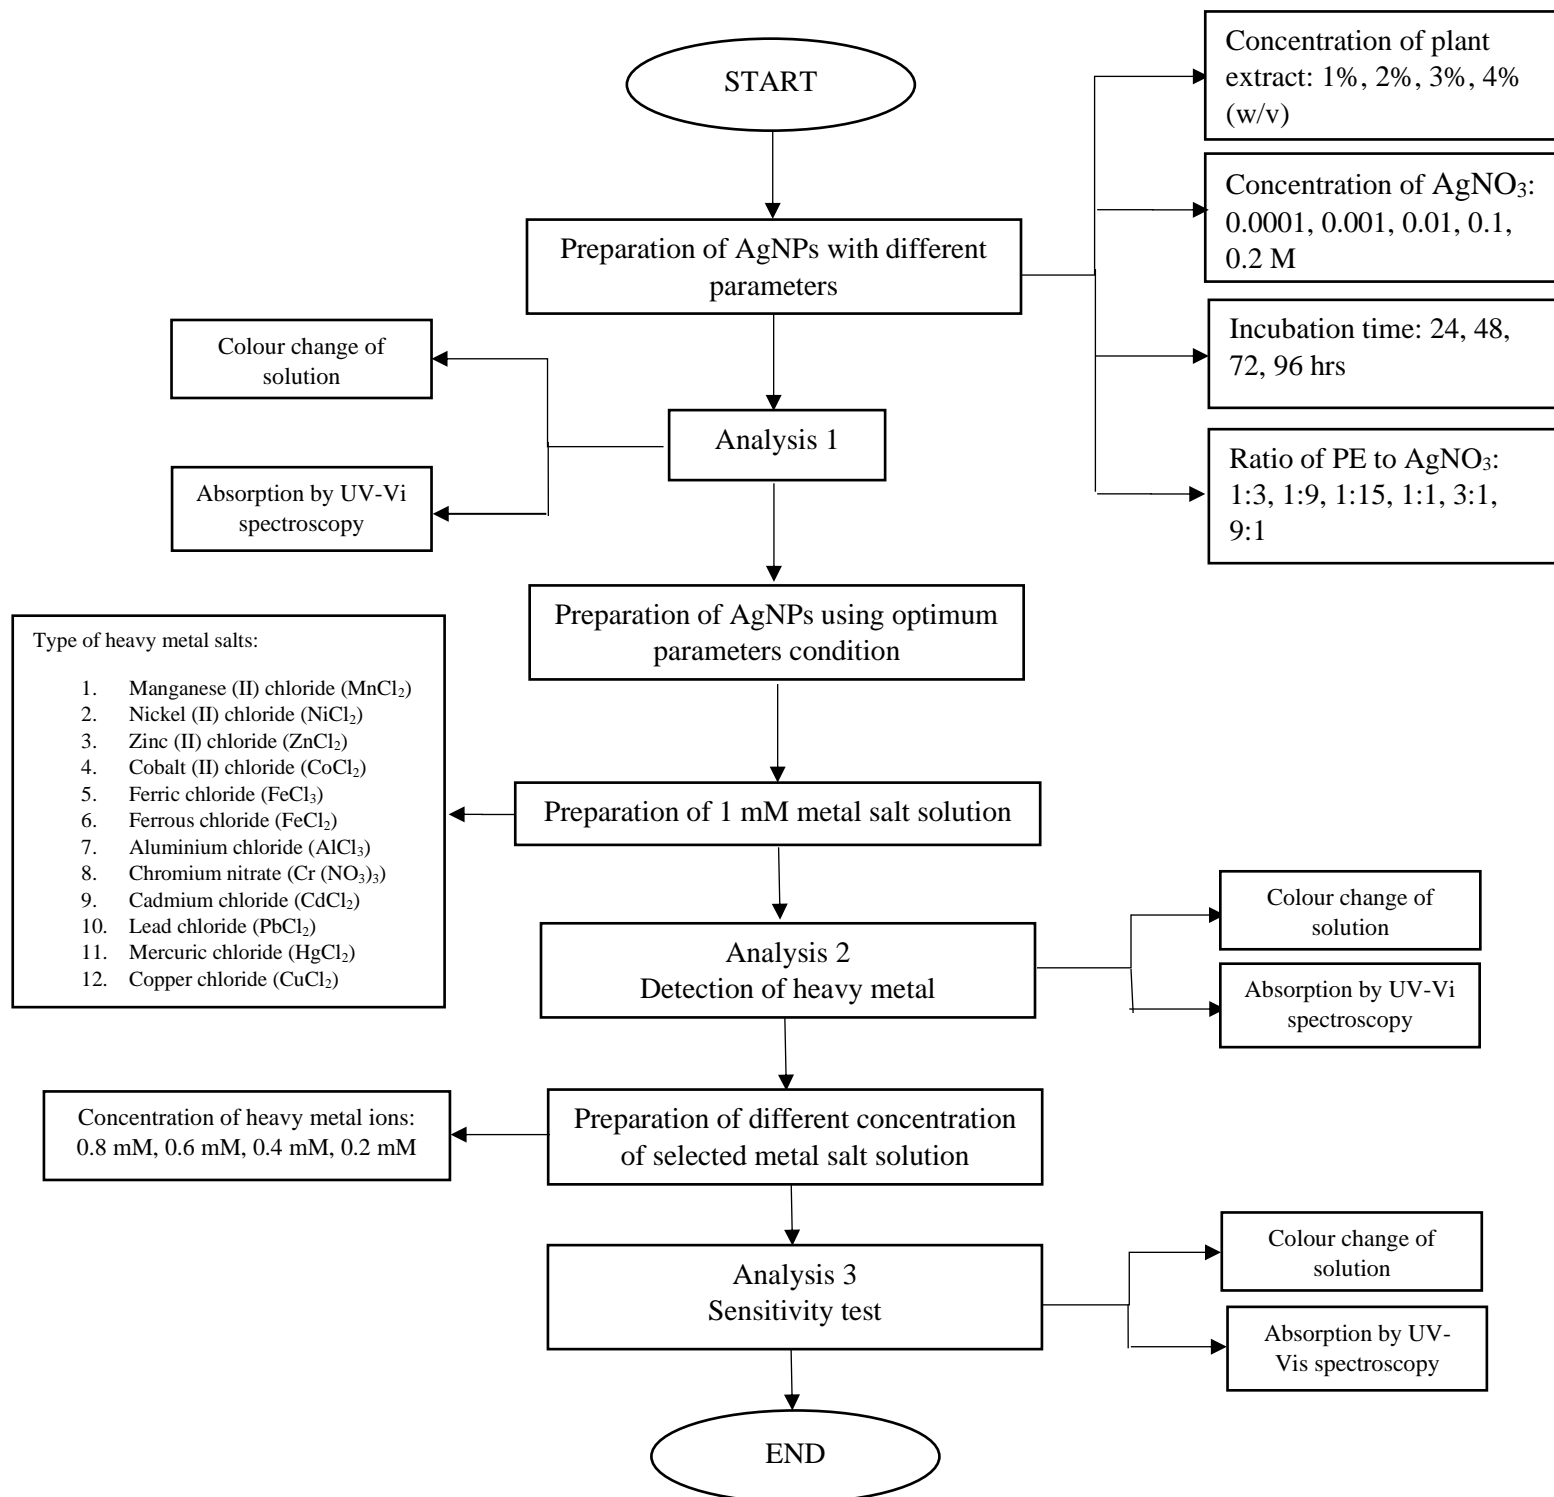 START
Concentration of plant
extract: 1%, 2%, 3%, 4%
(w/v)
Concentration of AgNO₃:
0.0001, 0.001, 0.01, 0.1,
0.2 M
Preparation of AgNPs with different
parameters
Incubation time: 24, 48,
72, 96 hrs
Colour change of
solution
Analysis 1
Ratio of PE to AgNO₃:
1:3, 1:9, 1:15, 1:1, 3:1,
9:1
Absorption by UV-Vi
spectroscopy
Preparation of AgNPs using optimum
parameters condition
Type of heavy metal salts:
1. Manganese (II) chloride (MnCl₂)
2. Nickel (II) chloride (NiCl₂)
3. Zinc (II) chloride (ZnCl₂)
4. Cobalt (II) chloride (CoCl₂)
5. Ferric chloride (FeCl₃)
6. Ferrous chloride (FeCl₂)
7. Aluminium chloride (AlCl₃)
8. Chromium nitrate (Cr (NO₃)₃)
9. Cadmium chloride (CdCl₂)
10. Lead chloride (PbCl₂)
11. Mercuric chloride (HgCl₂)
12. Copper chloride (CuCl₂)
Preparation of 1 mM metal salt solution
Analysis 2
Detection of heavy metal
Colour change of
solution
Absorption by UV-Vi
spectroscopy
Concentration of heavy metal ions:
0.8 mM, 0.6 mM, 0.4 mM, 0.2 mM
Preparation of different concentration
of selected metal salt solution
Analysis 3
Sensitivity test
Colour change of
solution
Absorption by UV-
Vis spectroscopy
END